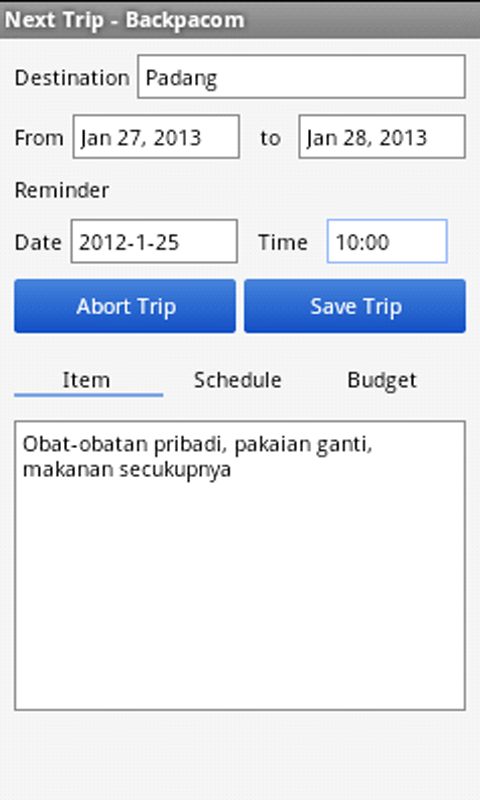 Next Trip - Backpacom
Destination Padang
From Jan 27, 2013 to Jan 28, 2013
Reminder
Date 2012-1-25 Time 10:00
Abort Trip Save Trip
Item Schedule Budget
Obat-obatan pribadi, pakaian ganti,
makanan secukupnya